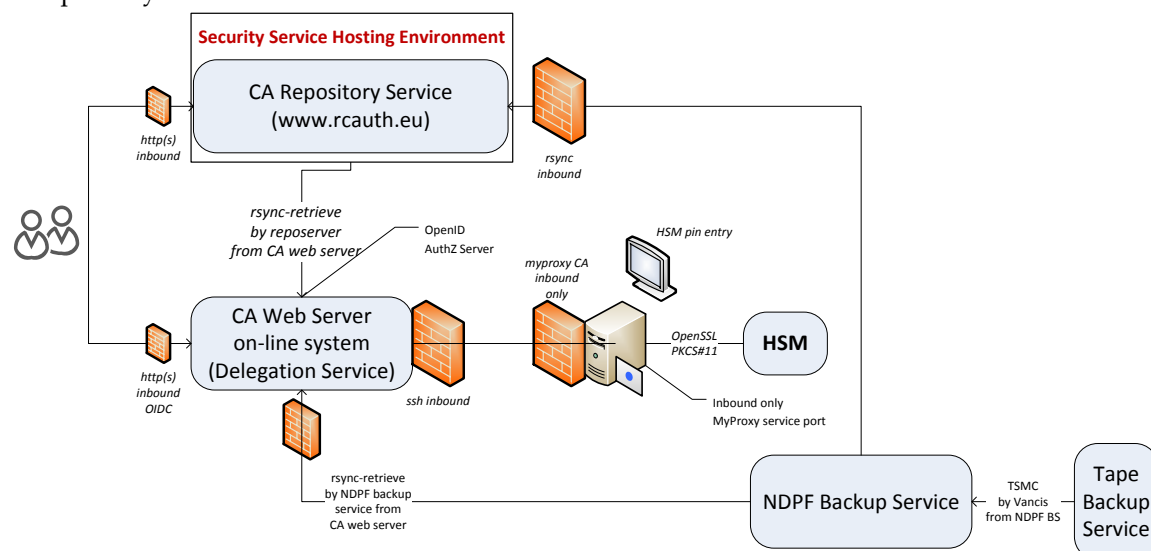 Security Service Hosting Environment
CA Repository Service
(www.rcauth.eu)
http(s)
inbound
rsync
inbound
rsync-retrieve
by reposerver
from CA web server
OpenID
AuthZ Server
HSM pin entry
myproxy CA
inbound
only
CA Web Server
on-line system
(Delegation Service)
OpenSSL
PKCS#11
HSM
http(s)
inbound
OIDC
ssh inbound
Inbound only
MyProxy service port
rsync-retrieve
by NDPF backup
service from
CA web server
NDPF Backup Service
TSMC
by Vancis
from NDPF BS
Tape
Backup
Service